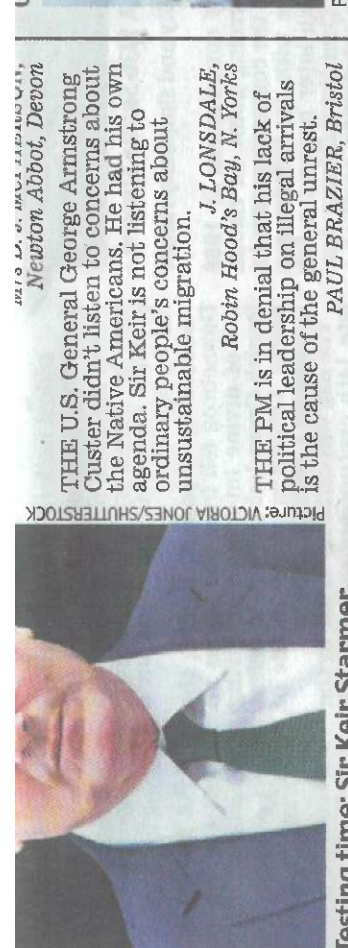 Newton Abbot, Devon
THE U.S. General George Armstrong
Custer didn't listen to concerns about
the Native Americans. He had his own
agenda. Sir Keir is not listening to
ordinary people's concerns about
unsustainable migration.
J. LONSDALE,
Robin Hood's Bay, N. Yorks
THE PM is in denial that his lack of
political leadership on illegal arrivals
is the cause of the general unrest.
PAUL BRAZIER, Bristol
Picture: VICTORIA JONES/SHUTTERSTOCK
Testing time: Sir Keir Starmer